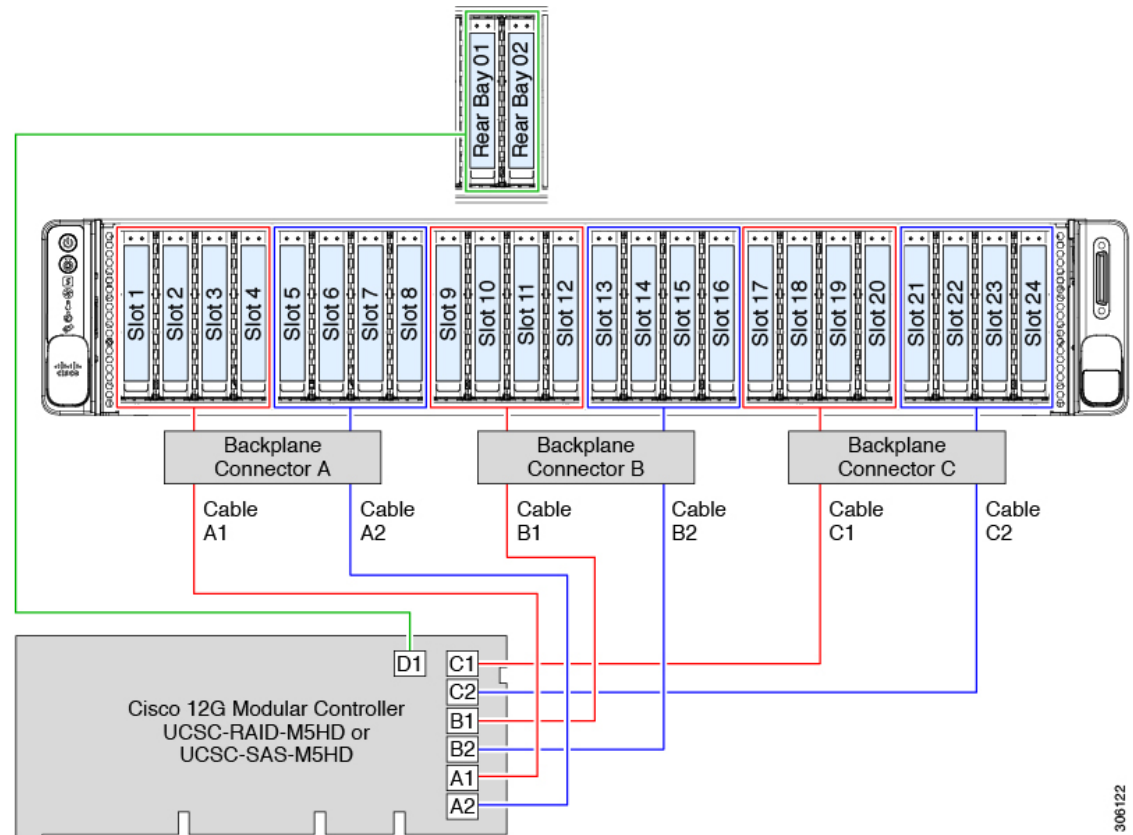 Rear Bay 01
Rear Bay 02
Slot 1
Slot 2
Slot 3
Slot 4
Slot 5
Slot 6
Slot 7
Slot 8
Slot 9
Slot 10
Slot 11
Slot 12
Slot 13
Slot 14
Slot 15
Slot 16
Slot 17
Slot 18
Slot 19
Slot 20
Slot 21
Slot 22
Slot 23
Slot 24
CISCO
Backplane
Connector A
Backplane
Connector B
Backplane
Connector C
Cable
A1
Cable
A2
Cable
B1
Cable
B2
Cable
C1
Cable
C2
D1
C1
C2
B1
B2
A1
A2
Cisco 12G Modular Controller
UCSC-RAID-M5HD or
UCSC-SAS-M5HD
306122